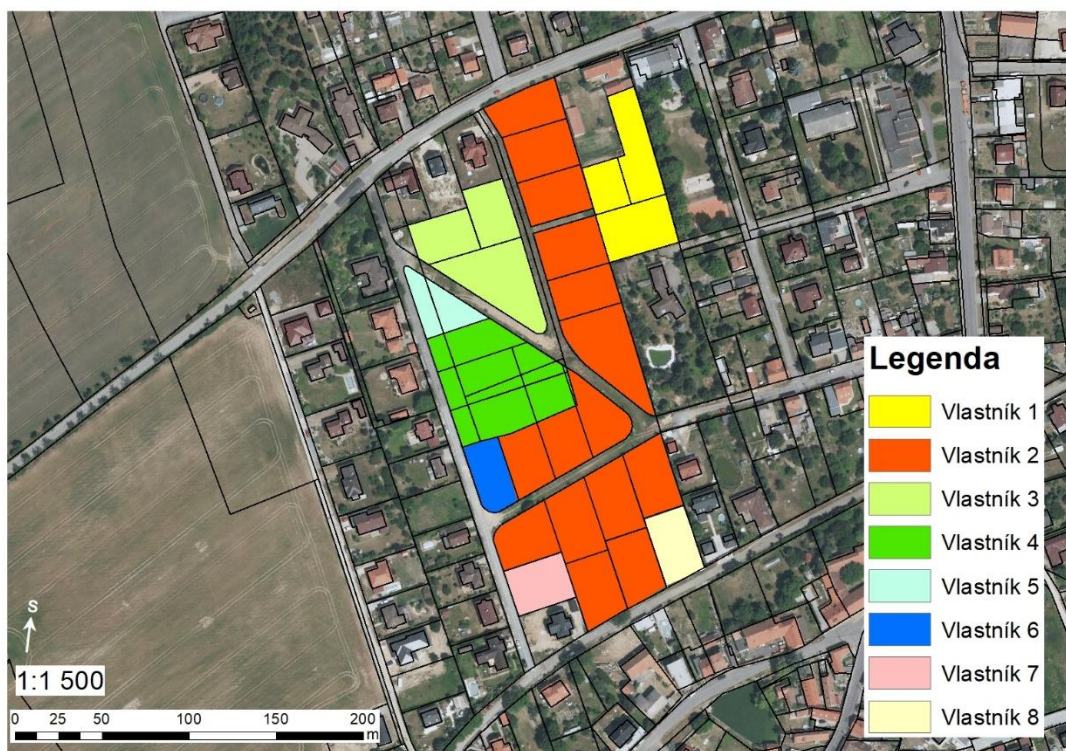 Legenda
Vlastník 1
Vlastník 2
Vlastník 3
Vlastník 4
Vlastník 5
Vlastník 6
Vlastník 7
Vlastník 8
S
1:1 500
0 25 50 100 150 200
m